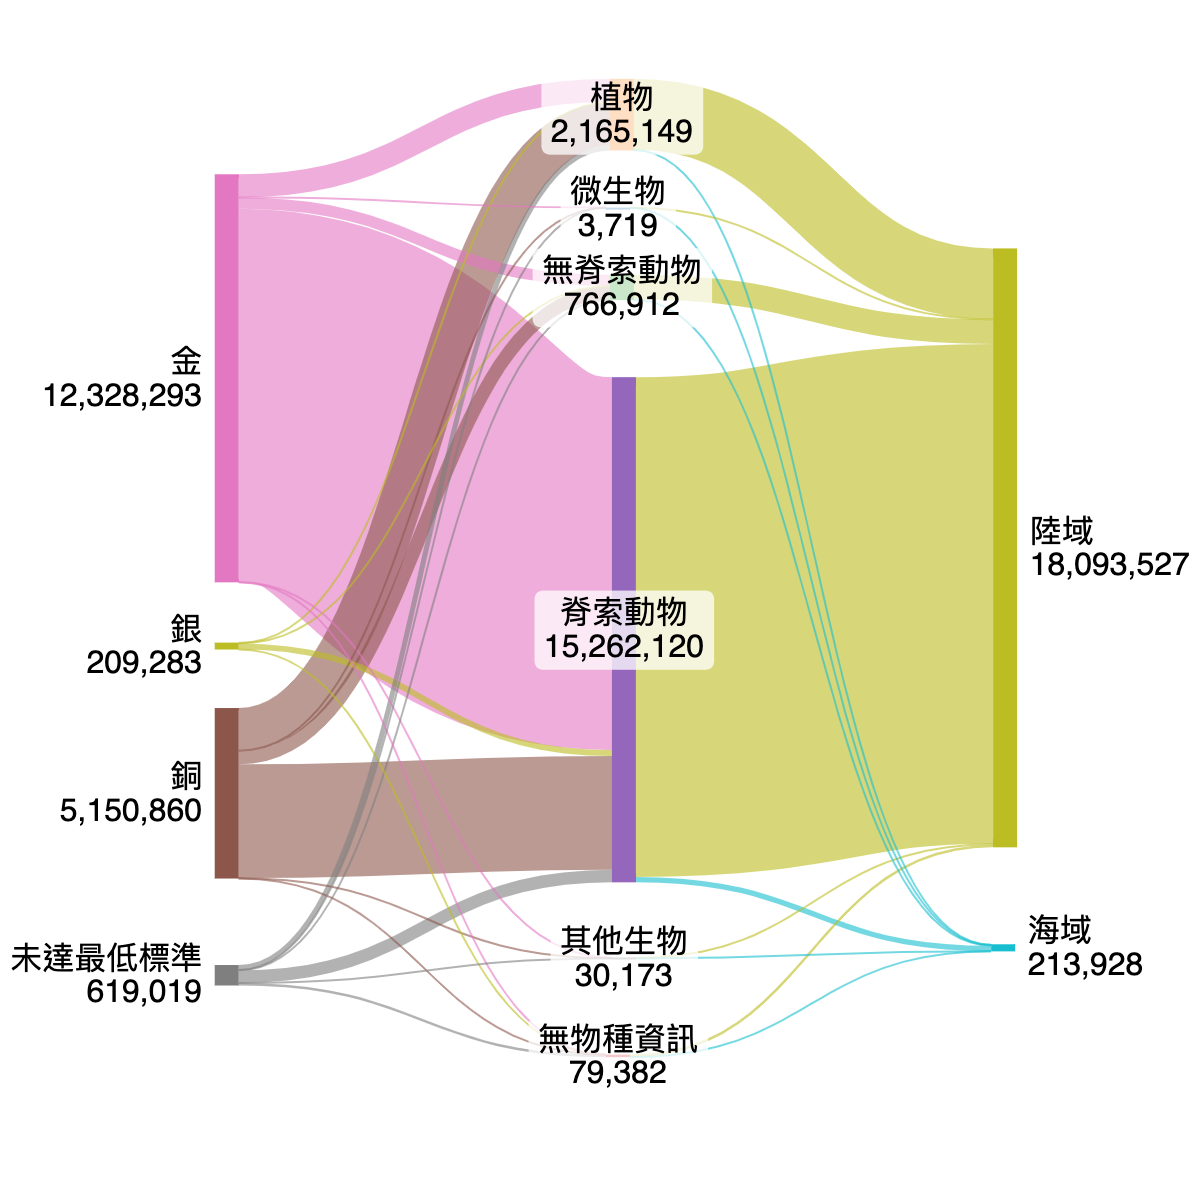 植物
2,165,149
微生物
3,719
無脊索動物
766,912
金
12,328,293
陸域
18,093,527
脊索動物
15,262,120
銀
209,283
銅
5,150,860
其他生物
30,173
海域
213,928
未達最低標準
619,019
無物種資訊
79,382